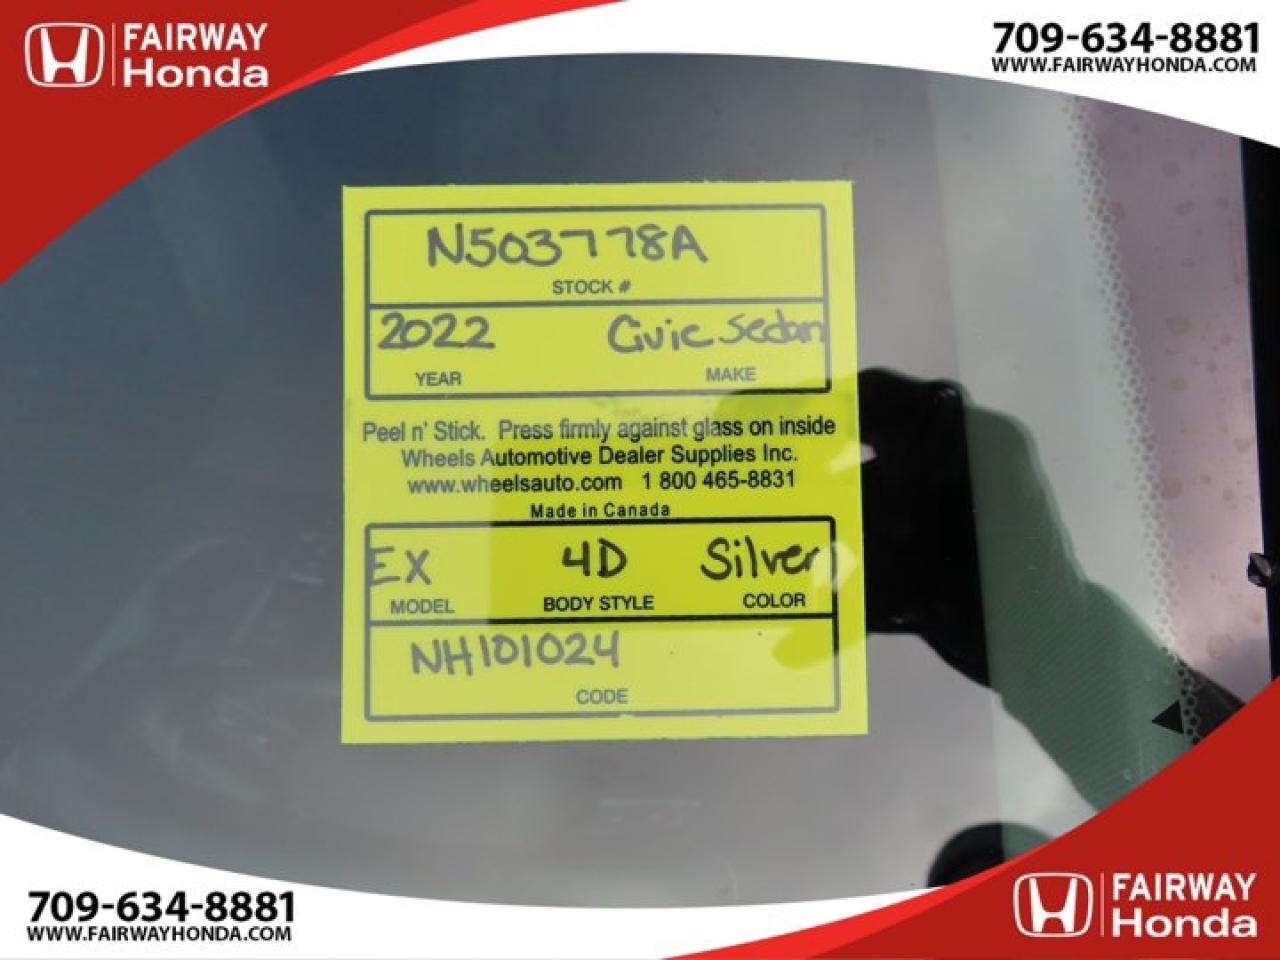 FAIRWAY
Honda
709-634-8881
WWW.FAIRWAYHONDA.COM
N503778A
STOCK #
2022 Civic Sedan
YEAR MAKE
Peel n' Stick. Press firmly against glass on inside
Wheels Automotive Dealer Supplies Inc.
www.wheelsauto.com 1 800 465-8831
Made in Canada
EX 4D Silver
MODEL BODY STYLE COLOR
NH101024
CODE
709-634-8881
WWW.FAIRWAYHONDA.COM
FAIRWAY
Honda